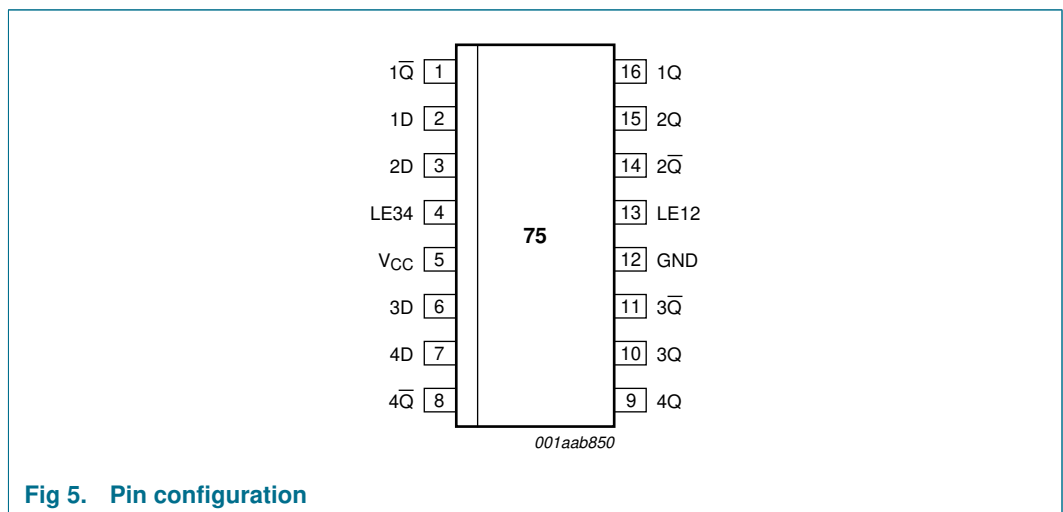 1Q̅ 1 16 1Q
1D 2 15 2Q
2D 3 14 2Q̅
LE34 4 13 LE12
75
VCC 5 12 GND
3D 6 11 3Q̅
4D 7 10 3Q
4Q̅ 8 9 4Q
001aab850
Fig 5. Pin configuration